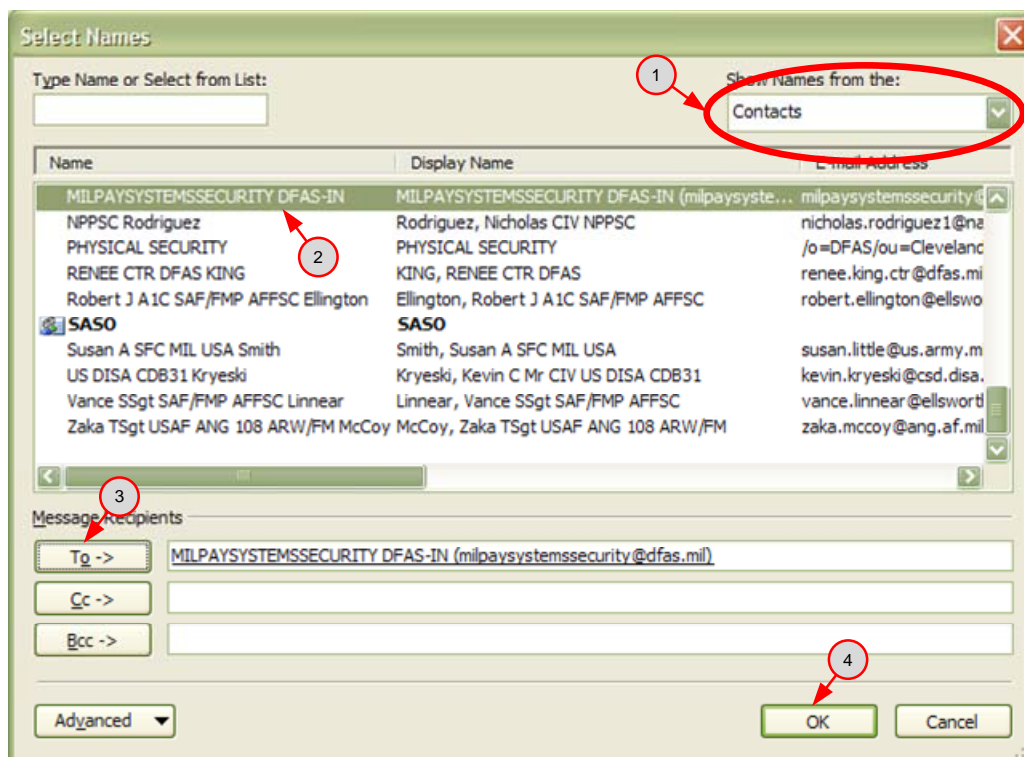 Select Names
Type Name or Select from List:
1
Show Names from the:
Contacts
Name Display Name E-mail Address
MILPAYSYSTEMSSECURITY DFAS-IN MILPAYSYSTEMSSECURITY DFAS-IN (milpaysyste... milpaysystemssecurity@
NPPSC Rodriguez Rodriguez, Nicholas CIV NPPSC nicholas.rodriguez1@na
2
PHYSICAL SECURITY PHYSICAL SECURITY /o=DFAS/ou=Cleveland
RENEE CTR DFAS KING KING, RENEE CTR DFAS renee.king.ctr@dfas.mi
Robert J A1C SAF/FMP AFFSC Ellington Ellington, Robert J A1C SAF/FMP AFFSC robert.ellington@ellswo
SASO SASO
Susan A SFC MIL USA Smith Smith, Susan A SFC MIL USA susan.little@us.army.m
US DISA CDB31 Kryeski Kryeski, Kevin C Mr CIV US DISA CDB31 kevin.kryeski@csd.disa.
Vance SSgt SAF/FMP AFFSC Linnear Linnear, Vance SSgt SAF/FMP AFFSC vance.linnear@ellswortl
Zaka TSgt USAF ANG 108 ARW/FM McCoy McCoy, Zaka TSgt USAF ANG 108 ARW/FM zaka.mccoy@ang.af.mil
3
Message Recipients
To -> MILPAYSYSTEMSSECURITY DFAS-IN (milpaysystemssecurity@dfas.mil)
Cc ->
Bcc ->
4
Advanced OK Cancel